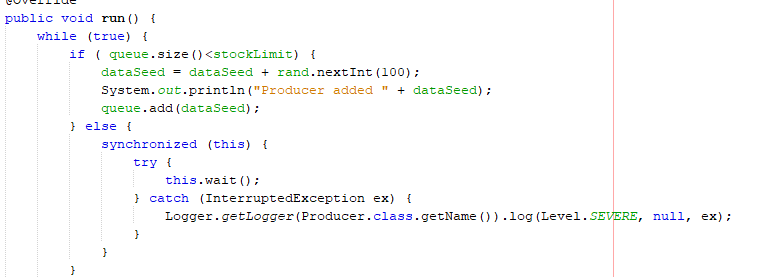 @Override
public void run() {
while (true) {
if ( queue.size()<stockLimit) {
dataSeed = dataSeed + rand.nextInt(100);
System.out.println("Producer added " + dataSeed);
queue.add(dataSeed);
} else {
synchronized (this) {
try {
this.wait();
} catch (InterruptedException ex) {
Logger.getLogger(Producer.class.getName()).log(Level.SEVERE, null, ex);
}
}
}